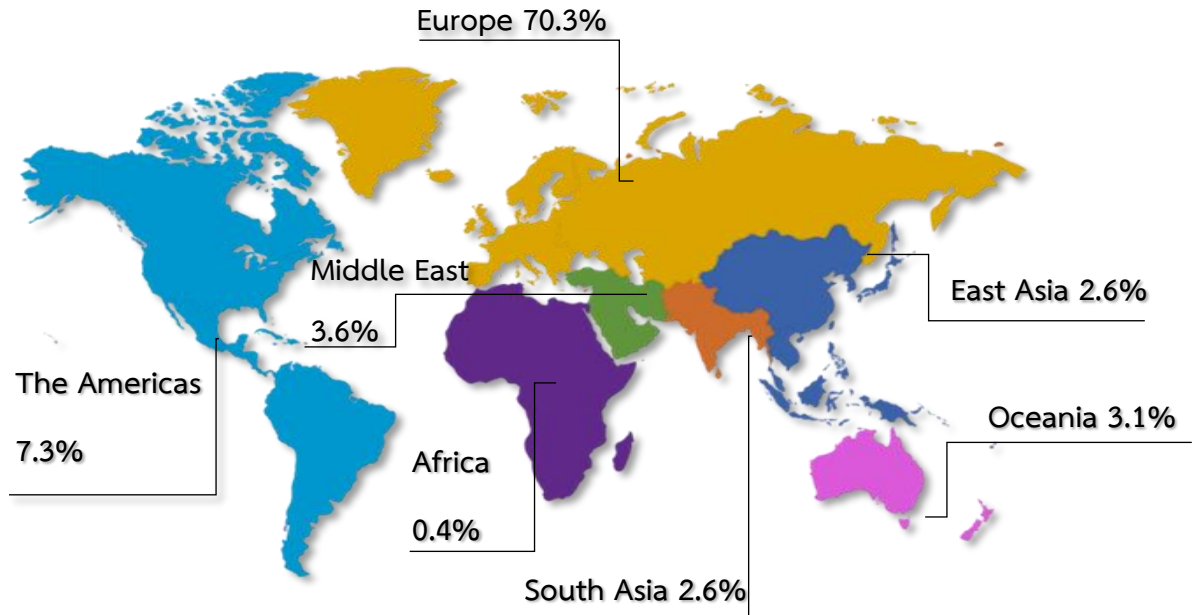 Europe 70.3%
Middle East
3.6%
East Asia 2.6%
The Americas
7.3%
Oceania 3.1%
Africa
0.4%
South Asia 2.6%